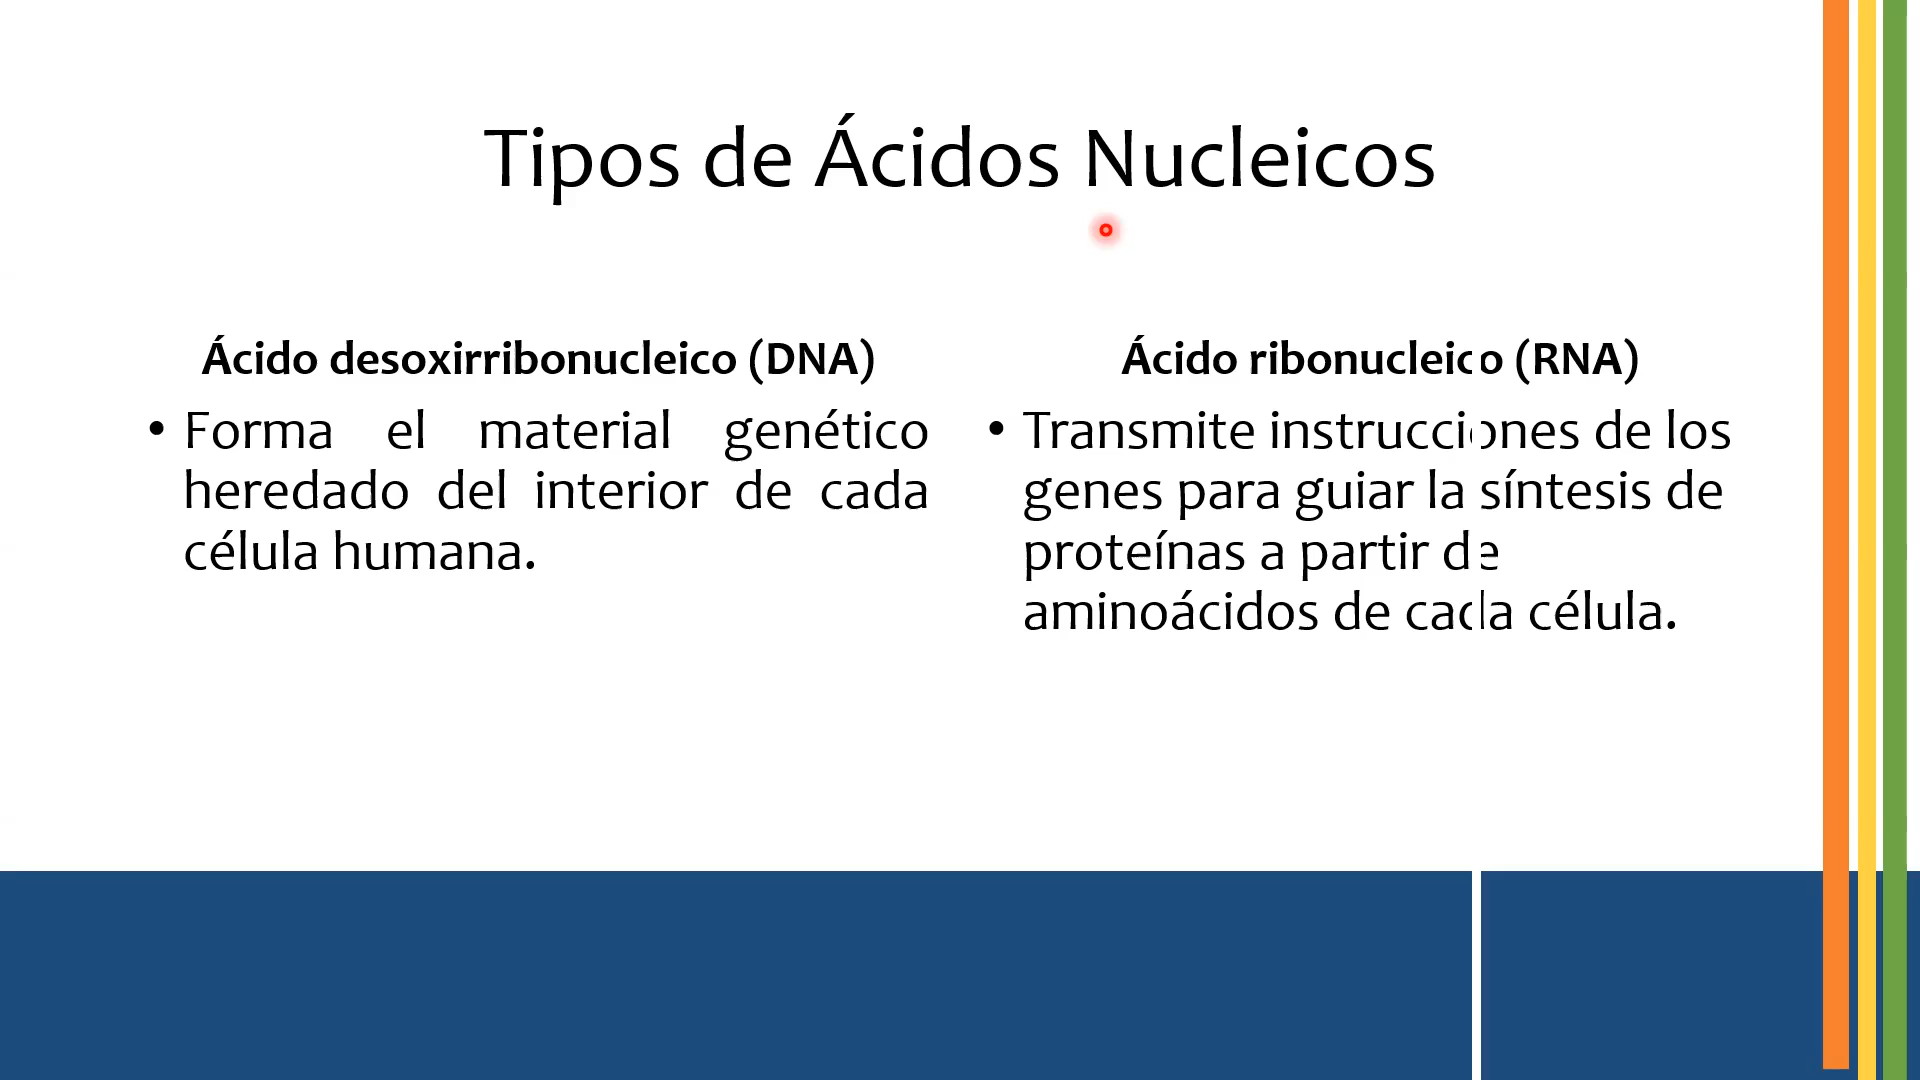 Tipos de Ácidos Nucleicos
Ácido desoxirribonucleico (DNA)
• Forma el material genético
heredado del interior de cada
célula humana.
Ácido ribonucleico (RNA)
• Transmite instrucciones de los
genes para guiar la síntesis de
proteínas a partir de
aminoácidos de cada célula.